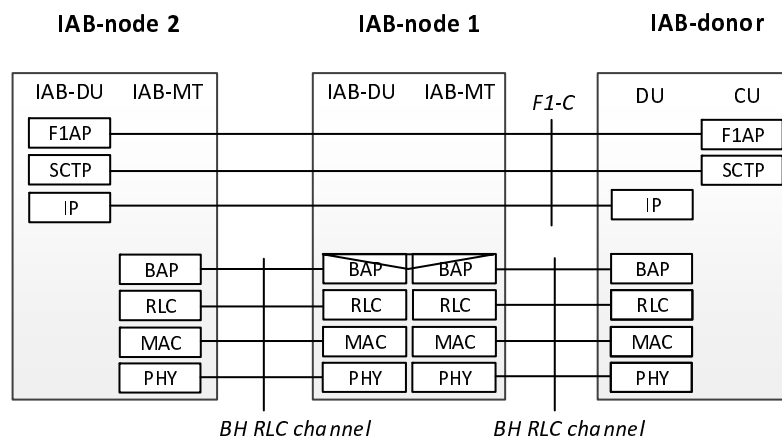 IAB-node 2 IAB-node 1 IAB-donor
IAB-DU IAB-MT IAB-DU IAB-MT F1-C DU CU
F1AP F1AP
SCTP SCTP
IP IP
BAP BAP BAP BAP
RLC RLC RLC RLC
MAC MAC MAC MAC
PHY PHY PHY PHY
BH RLC channel BH RLC channel